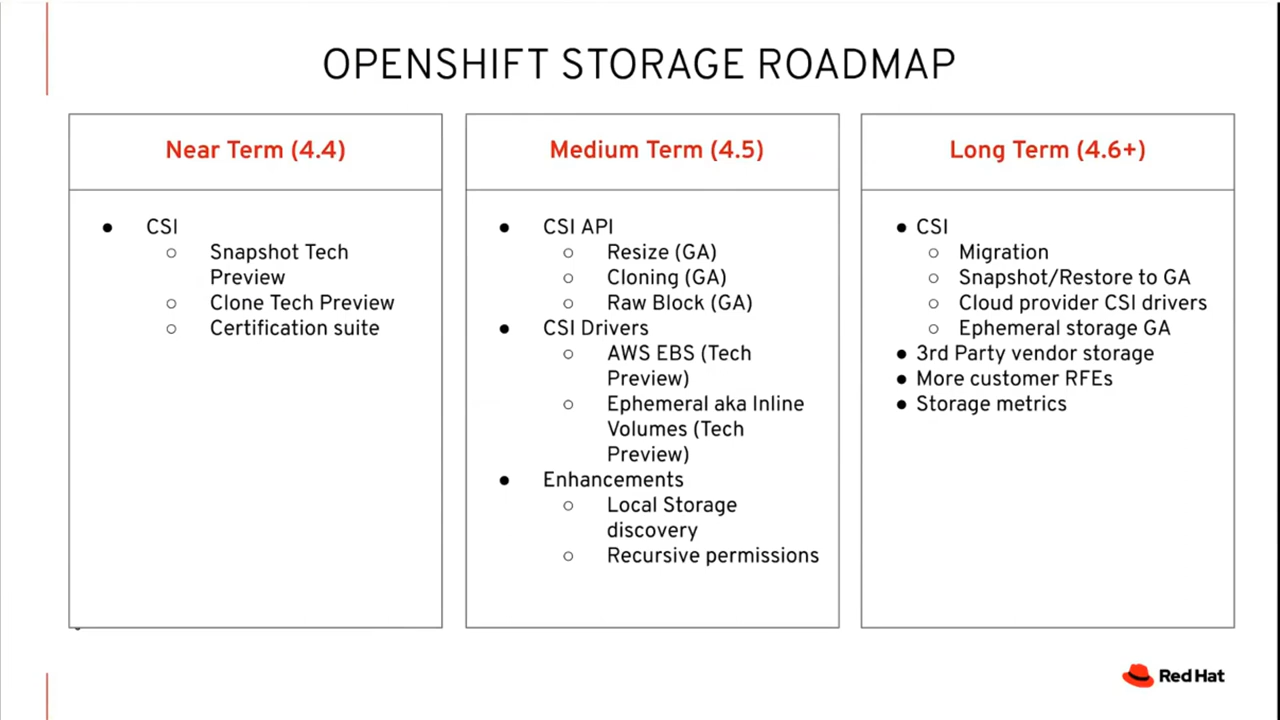 OPENSHIFT STORAGE ROADMAP
Near Term (4.4)
● CSI
○ Snapshot Tech
Preview
○ Clone Tech Preview
○ Certification suite
Medium Term (4.5)
● CSI API
○ Resize (GA)
○ Cloning (GA)
○ Raw Block (GA)
● CSI Drivers
○ AWS EBS (Tech
Preview)
○ Ephemeral aka Inline
Volumes (Tech
Preview)
● Enhancements
○ Local Storage
discovery
○ Recursive permissions
Long Term (4.6+)
● CSI
○ Migration
○ Snapshot/Restore to GA
○ Cloud provider CSI drivers
○ Ephemeral storage GA
● 3rd Party vendor storage
● More customer RFEs
● Storage metrics
Red Hat